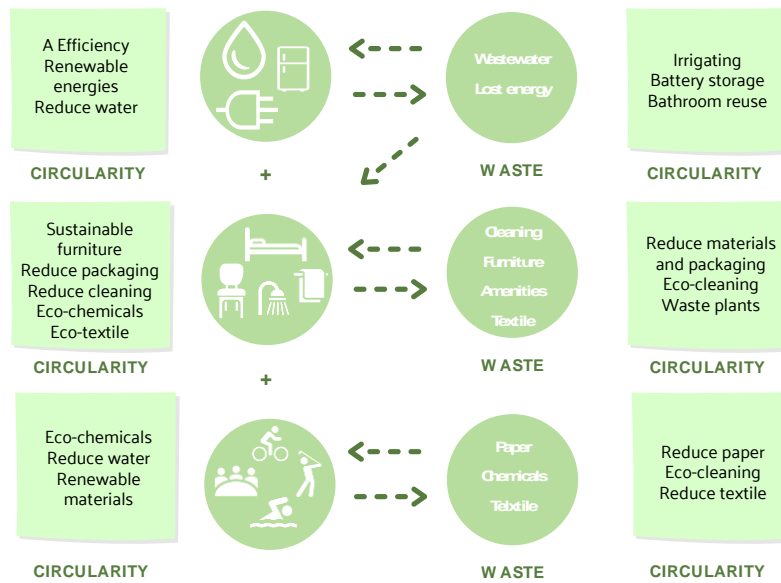 A Efficiency
Renewable
energies
Reduce water
Wastewater
Lost energy
Irrigating
Battery storage
Bathroom reuse
CIRCULARITY
+
W ASTE
CIRCULARITY
Sustainable
furniture
Reduce packaging
Reduce cleaning
Eco-chemicals
Eco-textile
Cleaning
Furniture
Amenities
Textile
Reduce materials
and packaging
Eco-cleaning
Waste plants
CIRCULARITY
+
W ASTE
CIRCULARITY
Eco-chemicals
Reduce water
Renewable
materials
Paper
Chemicals
Telxtile
Reduce paper
Eco-cleaning
Reduce textile
CIRCULARITY
W ASTE
CIRCULARITY